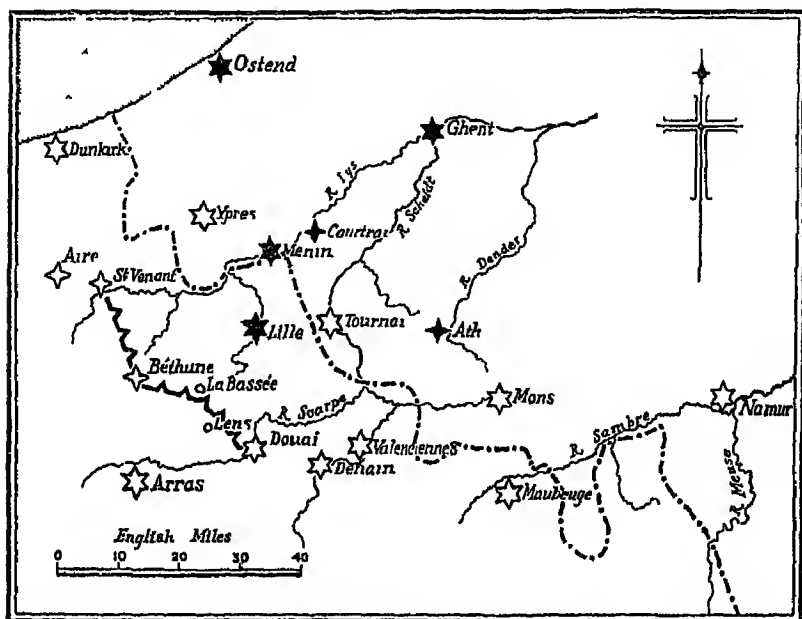 Ostend
Dunkirk
Ghent
R Lys
Ypres
R Scheldt
Courtrai
Menin
Aire
St Venant
R Dender
Lille
Tournai
Ath
Béthune
La Bassée
Mons
Namur
Lens
R Scarpe
Douai
R Sambre
Valenciennes
Denain
Arras
Maubeuge
R Meuse
English Miles
0 10 20 30 40